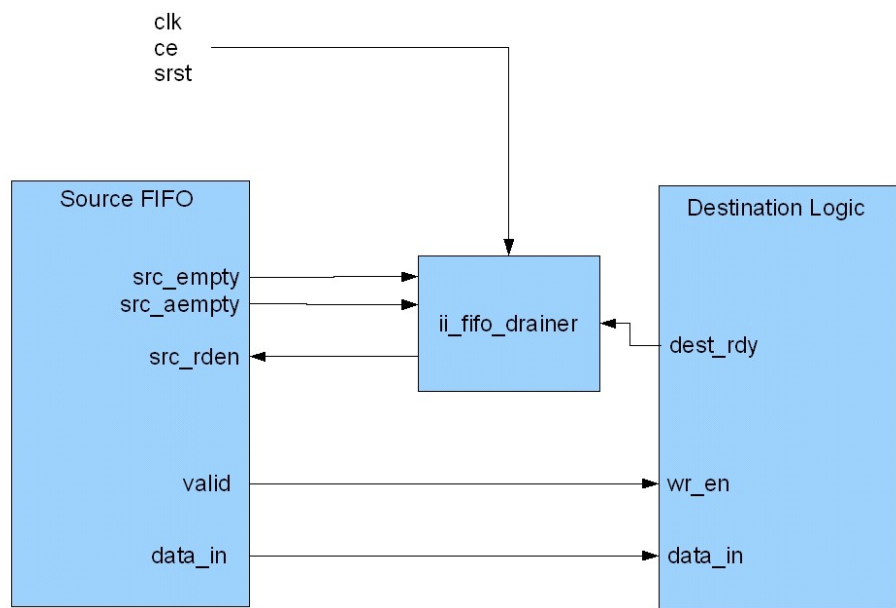 clk
ce
srst
Source FIFO
Destination Logic
src_empty
src_aempty
ii_fifo_drainer
src_rden
dest_rdy
valid
wr_en
data_in
data_in